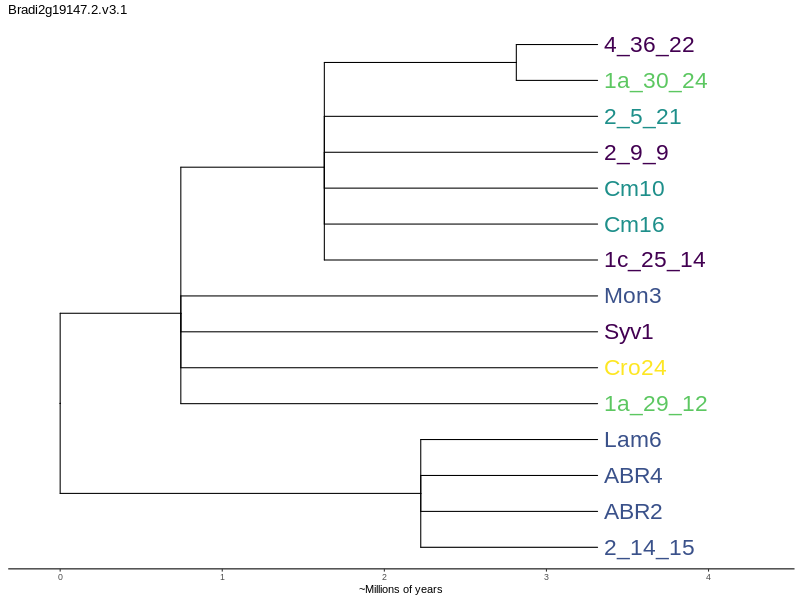 Bradi2g19147.2.v3.1
4_36_22
1a_30_24
2_5_21
2_9_9
Cm10
Cm16
1c_25_14
Mon3
Syv1
Cro24
1a_29_12
Lam6
ABR4
ABR2
2_14_15
0 1 2 3 4
~Millions of years